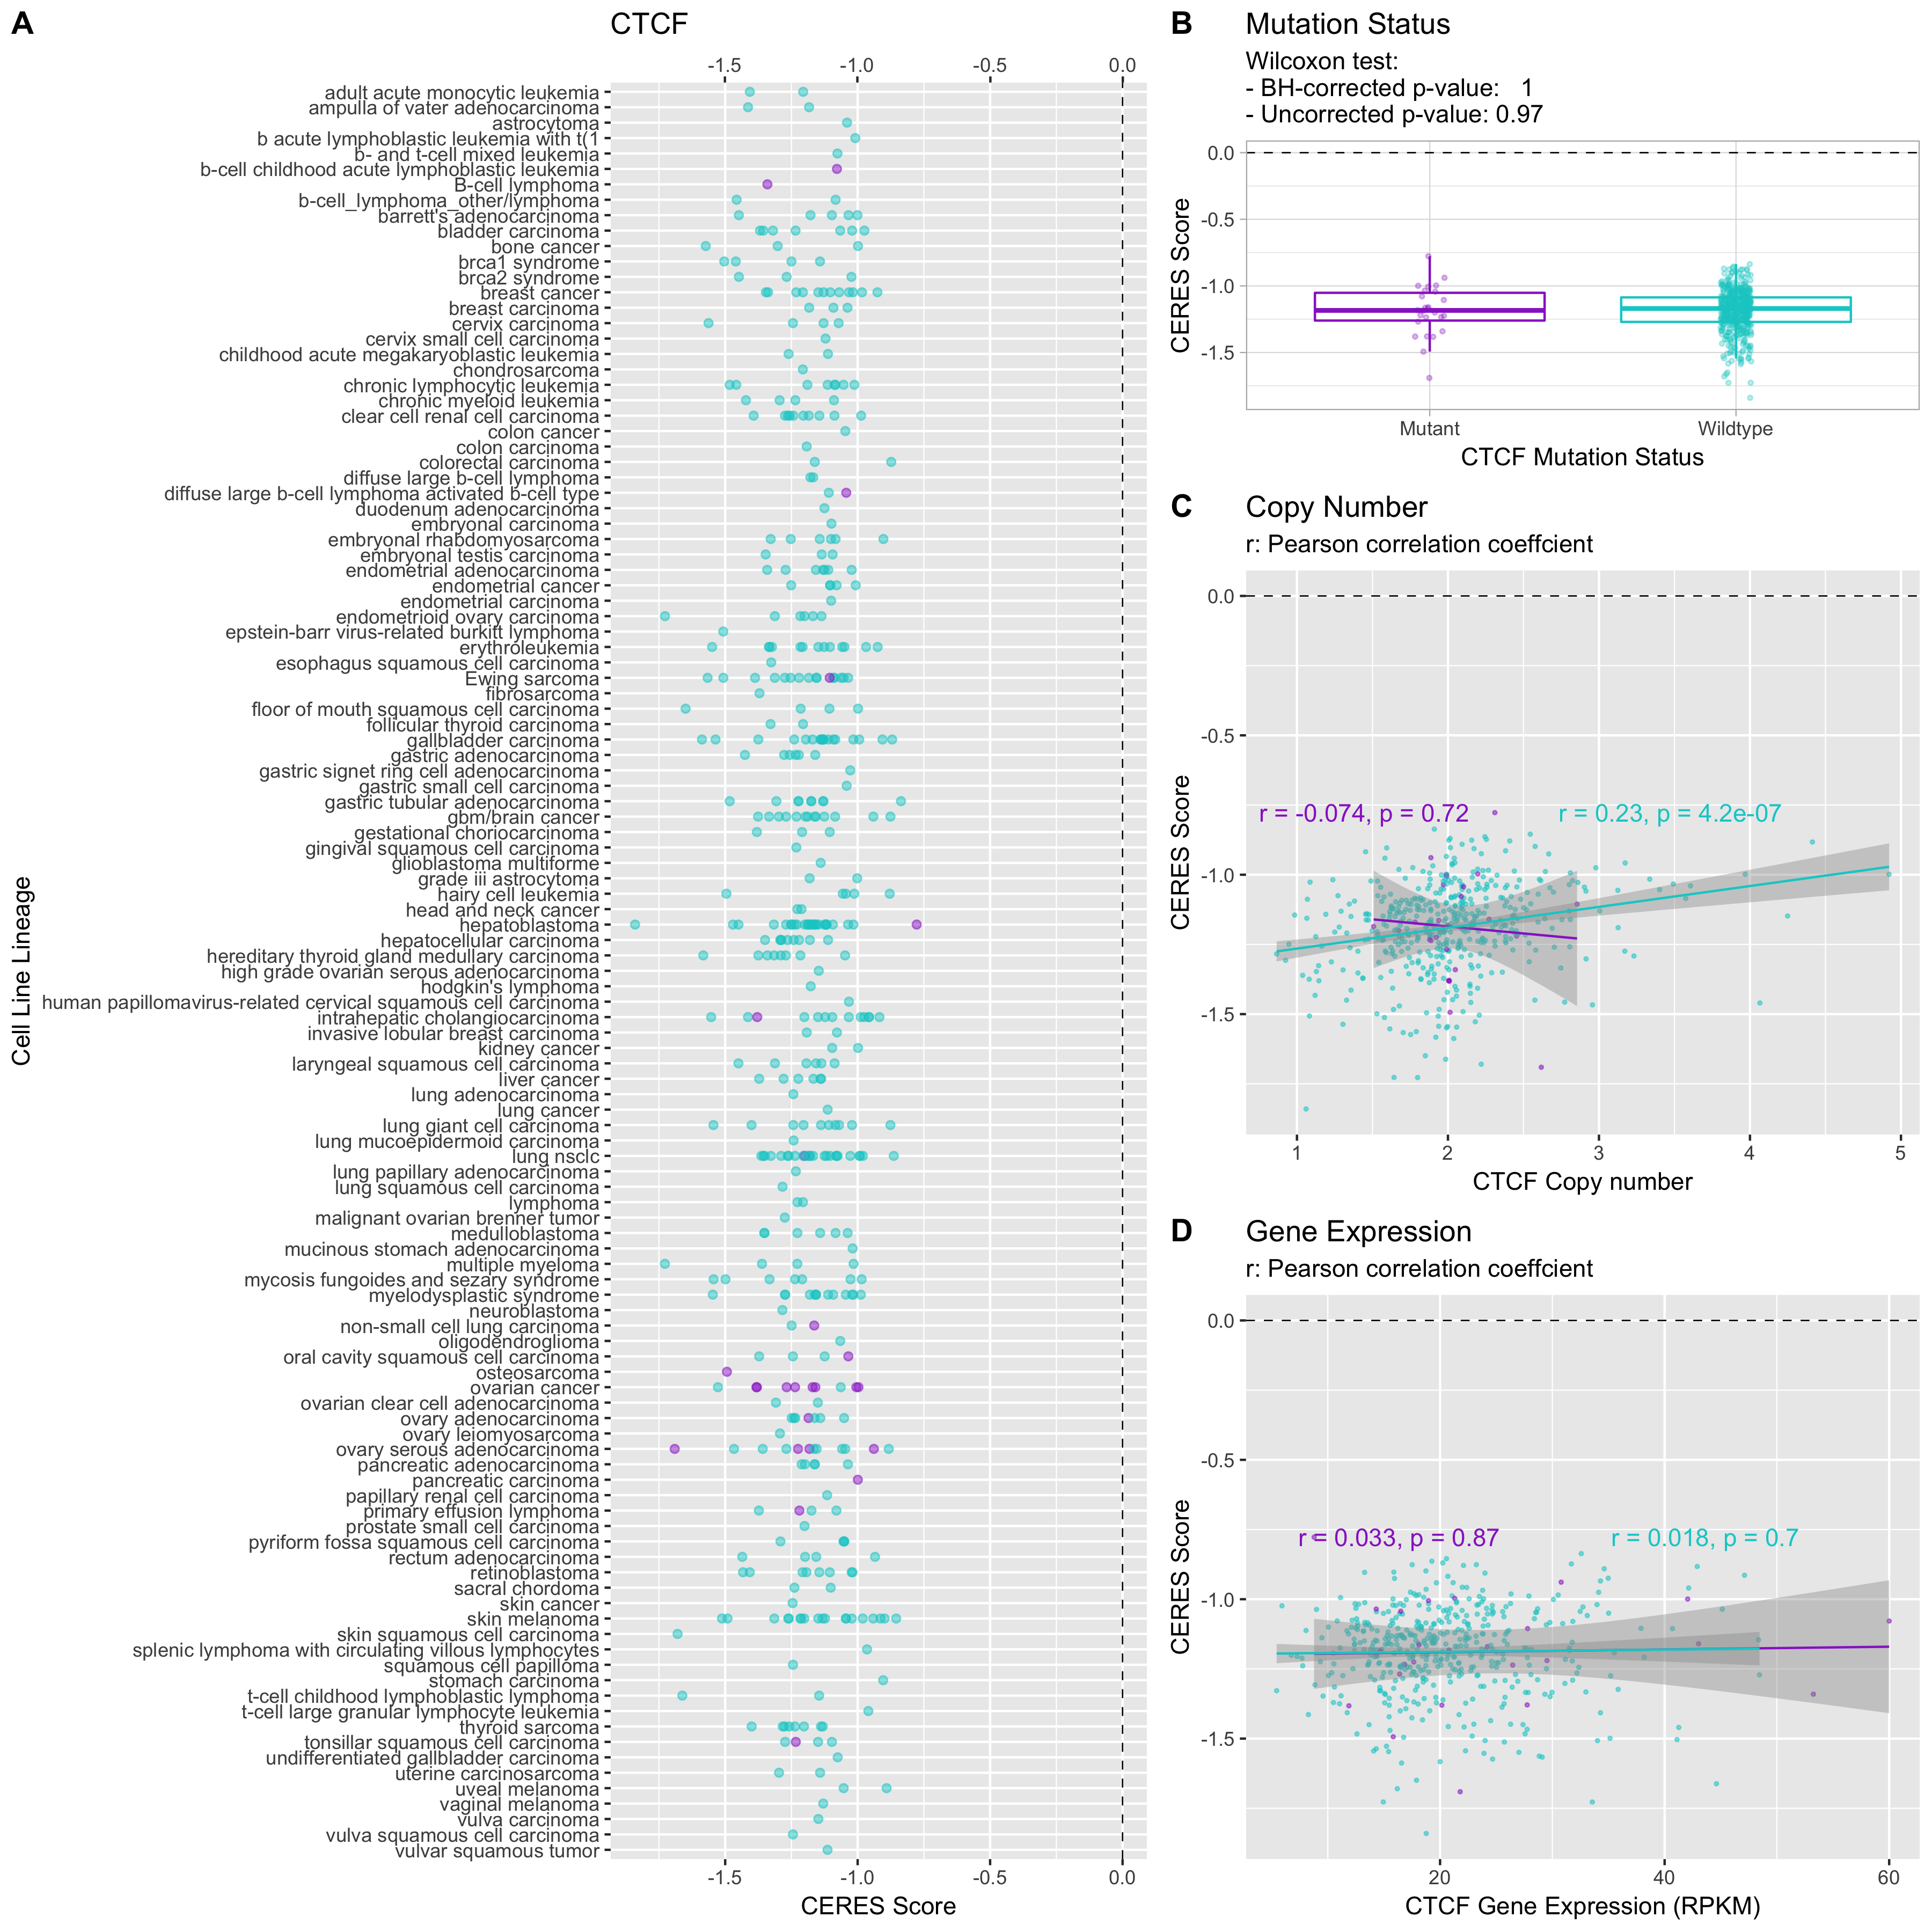 A
CTCF
-1.5 -1.0 -0.5 0.0
Cell Line Lineage
adult acute monocytic leukemia
ampulla of vater adenocarcinoma
astrocytoma
b acute lymphoblastic leukemia with t(1
b- and t-cell mixed leukemia
b-cell childhood acute lymphoblastic leukemia
B-cell lymphoma
b-cell_lymphoma_other/lymphoma
barrett's adenocarcinoma
bladder carcinoma
bone cancer
brca1 syndrome
brca2 syndrome
breast cancer
breast carcinoma
cervix carcinoma
cervix small cell carcinoma
childhood acute megakaryoblastic leukemia
chondrosarcoma
chronic lymphocytic leukemia
chronic myeloid leukemia
clear cell renal cell carcinoma
colon cancer
colon carcinoma
colorectal carcinoma
diffuse large b-cell lymphoma
diffuse large b-cell lymphoma activated b-cell type
duodenum adenocarcinoma
embryonal carcinoma
embryonal rhabdomyosarcoma
embryonal testis carcinoma
endometrial adenocarcinoma
endometrial cancer
endometrial carcinoma
endometrioid ovary carcinoma
epstein-barr virus-related burkitt lymphoma
erythroleukemia
esophagus squamous cell carcinoma
Ewing sarcoma
fibrosarcoma
floor of mouth squamous cell carcinoma
follicular thyroid carcinoma
gallbladder carcinoma
gastric adenocarcinoma
gastric signet ring cell adenocarcinoma
gastric small cell carcinoma
gastric tubular adenocarcinoma
gbm/brain cancer
gestational choriocarcinoma
gingival squamous cell carcinoma
glioblastoma multiforme
grade iii astrocytoma
hairy cell leukemia
head and neck cancer
hepatoblastoma
hepatocellular carcinoma
hereditary thyroid gland medullary carcinoma
high grade ovarian serous adenocarcinoma
hodgkin's lymphoma
human papillomavirus-related cervical squamous cell carcinoma
intrahepatic cholangiocarcinoma
invasive lobular breast carcinoma
kidney cancer
laryngeal squamous cell carcinoma
liver cancer
lung adenocarcinoma
lung cancer
lung giant cell carcinoma
lung mucoepidermoid carcinoma
lung nsclc
lung papillary adenocarcinoma
lung squamous cell carcinoma
lymphoma
malignant ovarian brenner tumor
medulloblastoma
mucinous stomach adenocarcinoma
multiple myeloma
mycosis fungoides and sezary syndrome
myelodysplastic syndrome
neuroblastoma
non-small cell lung carcinoma
oligodendroglioma
oral cavity squamous cell carcinoma
osteosarcoma
ovarian cancer
ovarian clear cell adenocarcinoma
ovary adenocarcinoma
ovary leiomyosarcoma
ovary serous adenocarcinoma
pancreatic adenocarcinoma
pancreatic carcinoma
papillary renal cell carcinoma
primary effusion lymphoma
prostate small cell carcinoma
pyriform fossa squamous cell carcinoma
rectum adenocarcinoma
retinoblastoma
sacral chordoma
skin cancer
skin melanoma
skin squamous cell carcinoma
splenic lymphoma with circulating villous lymphocytes
squamous cell papilloma
stomach carcinoma
t-cell childhood lymphoblastic lymphoma
t-cell large granular lymphocyte leukemia
thyroid sarcoma
tonsillar squamous cell carcinoma
undifferentiated gallbladder carcinoma
uterine carcinosarcoma
uveal melanoma
vaginal melanoma
vulva carcinoma
vulva squamous cell carcinoma
vulvar squamous tumor
-1.5 -1.0 -0.5 0.0
CERES Score
B
Mutation Status
Wilcoxon test:
- BH-corrected p-value: 1
- Uncorrected p-value: 0.97
CERES Score
0.0
-0.5
-1.0
-1.5
Mutant Wildtype
CTCF Mutation Status
C
Copy Number
r: Pearson correlation coeffcient
CERES Score
0.0
-0.5
-1.0
-1.5
r = -0.074, p = 0.72
r = 0.23, p = 4.2e-07
1 2 3 4 5
CTCF Copy number
D
Gene Expression
r: Pearson correlation coeffcient
CERES Score
0.0
-0.5
-1.0
-1.5
r = 0.033, p = 0.87
r = 0.018, p = 0.7
20 40 60
CTCF Gene Expression (RPKM)